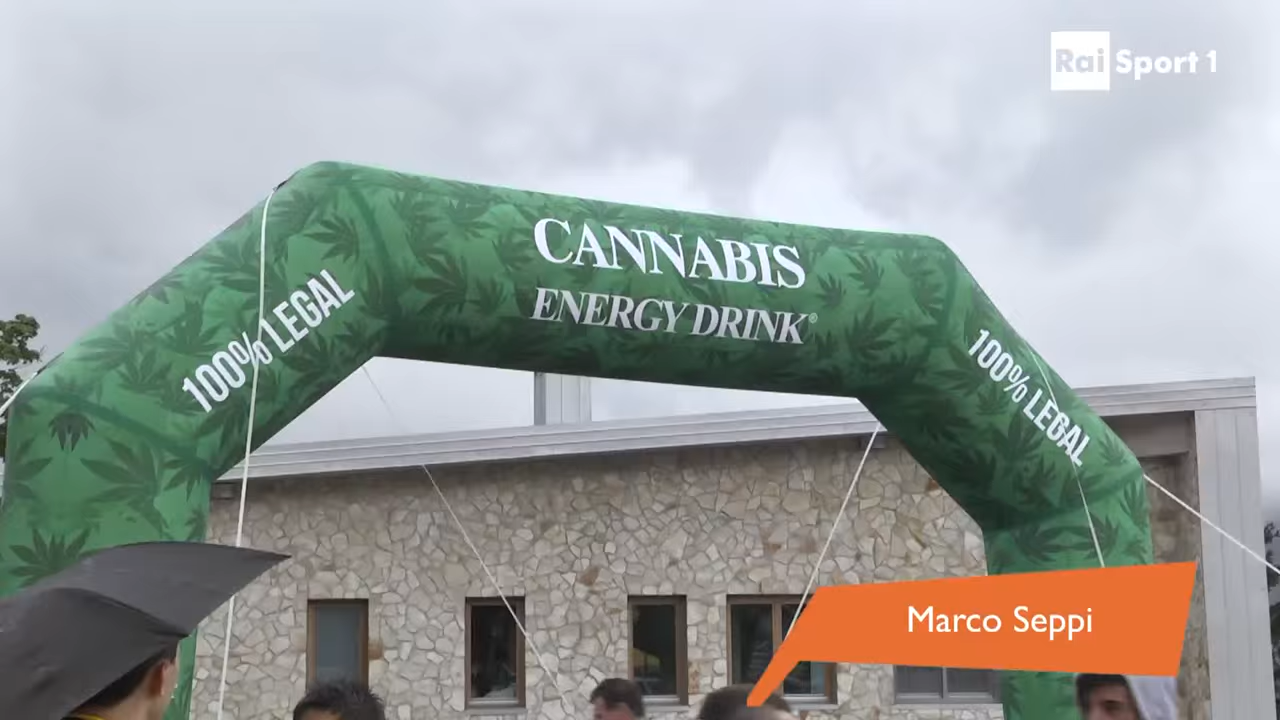 Rai Sport 1
CANNABIS
ENERGY DRINK®
100% LEGAL
100% LEGAL
Marco Seppi